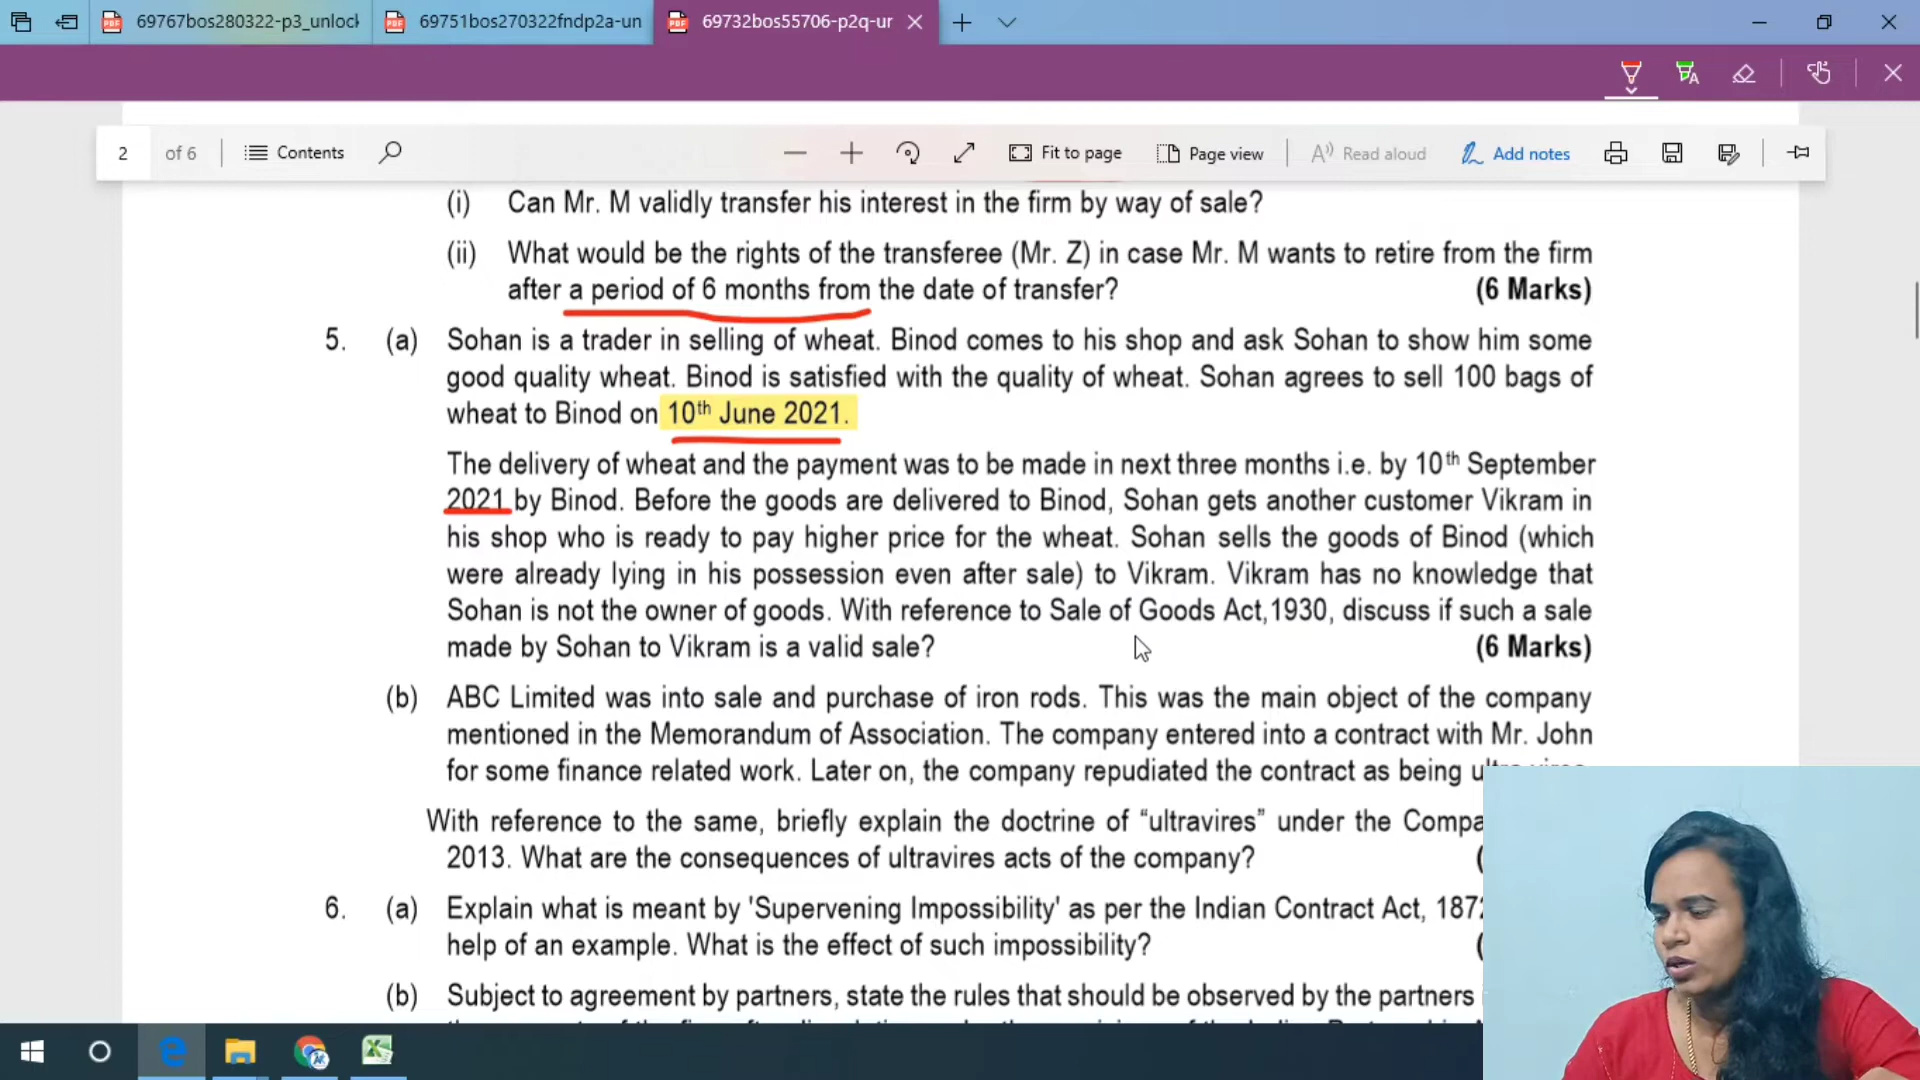 69767bos280322-p3_unlock
69751bos270322fndp2a-un
69732bos55706-p2q-ur
2 of 6
Contents
Fit to page
Page view
Read aloud
Add notes
(i) Can Mr. M validly transfer his interest in the firm by way of sale?
(ii) What would be the rights of the transferee (Mr. Z) in case Mr. M wants to retire from the firm
after a period of 6 months from the date of transfer? (6 Marks)
5. (a) Sohan is a trader in selling of wheat. Binod comes to his shop and ask Sohan to show him some
good quality wheat. Binod is satisfied with the quality of wheat. Sohan agrees to sell 100 bags of
wheat to Binod on 10th June 2021.
The delivery of wheat and the payment was to be made in next three months i.e. by 10th September
2021 by Binod. Before the goods are delivered to Binod, Sohan gets another customer Vikram in
his shop who is ready to pay higher price for the wheat. Sohan sells the goods of Binod (which
were already lying in his possession even after sale) to Vikram. Vikram has no knowledge that
Sohan is not the owner of goods. With reference to Sale of Goods Act,1930, discuss if such a sale
made by Sohan to Vikram is a valid sale? (6 Marks)
(b) ABC Limited was into sale and purchase of iron rods. This was the main object of the company
mentioned in the Memorandum of Association. The company entered into a contract with Mr. John
for some finance related work. Later on, the company repudiated the contract as being
With reference to the same, briefly explain the doctrine of “ultravires” under the Compa
2013. What are the consequences of ultravires acts of the company? (
6. (a) Explain what is meant by 'Supervening Impossibility' as per the Indian Contract Act, 187
help of an example. What is the effect of such impossibility? (
(b) Subject to agreement by partners, state the rules that should be observed by the partners